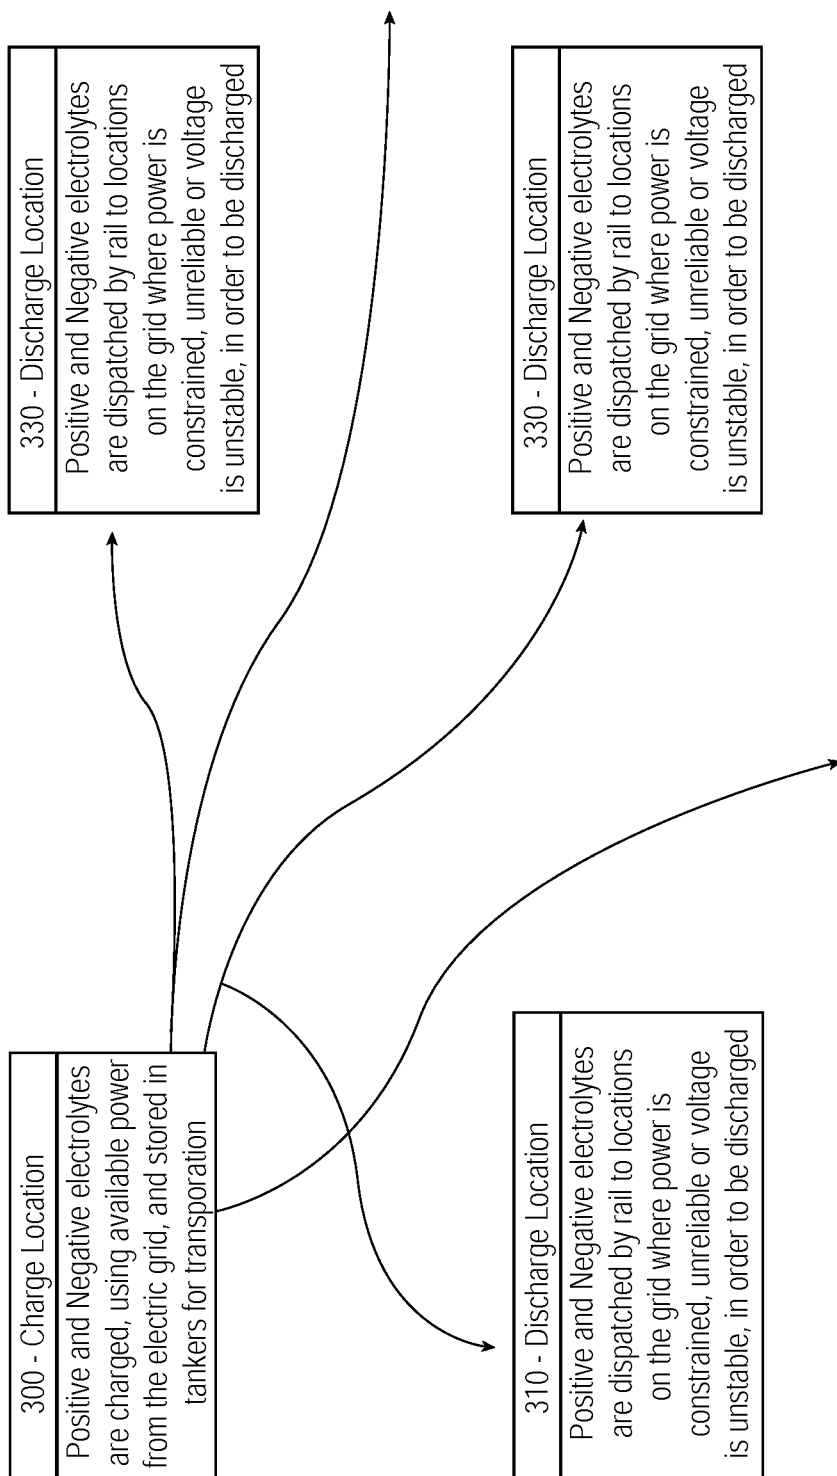 300 - Charge Location
Positive and Negative electrolytes
are charged, using available power
from the electric grid, and stored in
tankers for transporation
330 - Discharge Location
Positive and Negative electrolytes
are dispatched by rail to locations
on the grid where power is
constrained, unreliable or voltage
is unstable, in order to be discharged
310 - Discharge Location
Positive and Negative electrolytes
are dispatched by rail to locations
on the grid where power is
constrained, unreliable or voltage
is unstable, in order to be discharged
330 - Discharge Location
Positive and Negative electrolytes
are dispatched by rail to locations
on the grid where power is
constrained, unreliable or voltage
is unstable, in order to be discharged